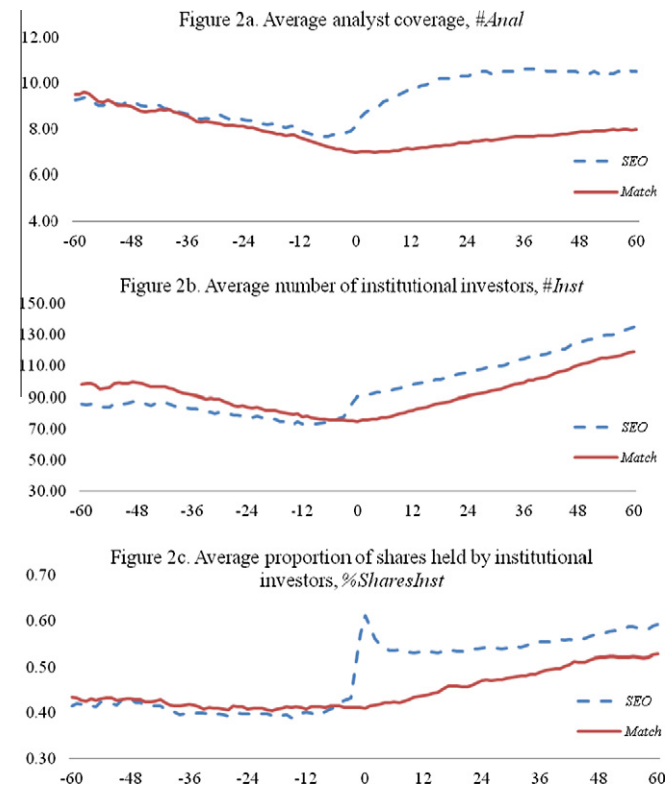 Figure 2a. Average analyst coverage, #Anal
12.00
10.00
8.00
6.00
4.00
SEO
Match
-60 -48 -36 -24 -12 0 12 24 36 48 60
Figure 2b. Average number of institutional investors, #Inst
150.00
130.00
110.00
90.00
70.00
50.00
30.00
SEO
Match
-60 -48 -36 -24 -12 0 12 24 36 48 60
Figure 2c. Average proportion of shares held by institutional
investors, %SharesInst
0.70
0.60
0.50
0.40
0.30
SEO
Match
-60 -48 -36 -24 -12 0 12 24 36 48 60